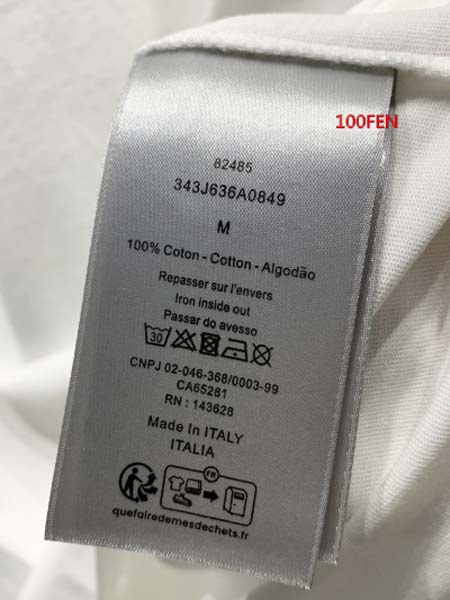 100FEN
82485
343J636A0849
M
100% Coton - Cotton - Algodão
Repasser sur l'envers
Iron inside out
Passar do avesso
30
CNPJ 02-046-368/0003-99
CA65281
RN : 143628
Made In ITALY
ITALIA
FR
quefairedemesdechets.fr